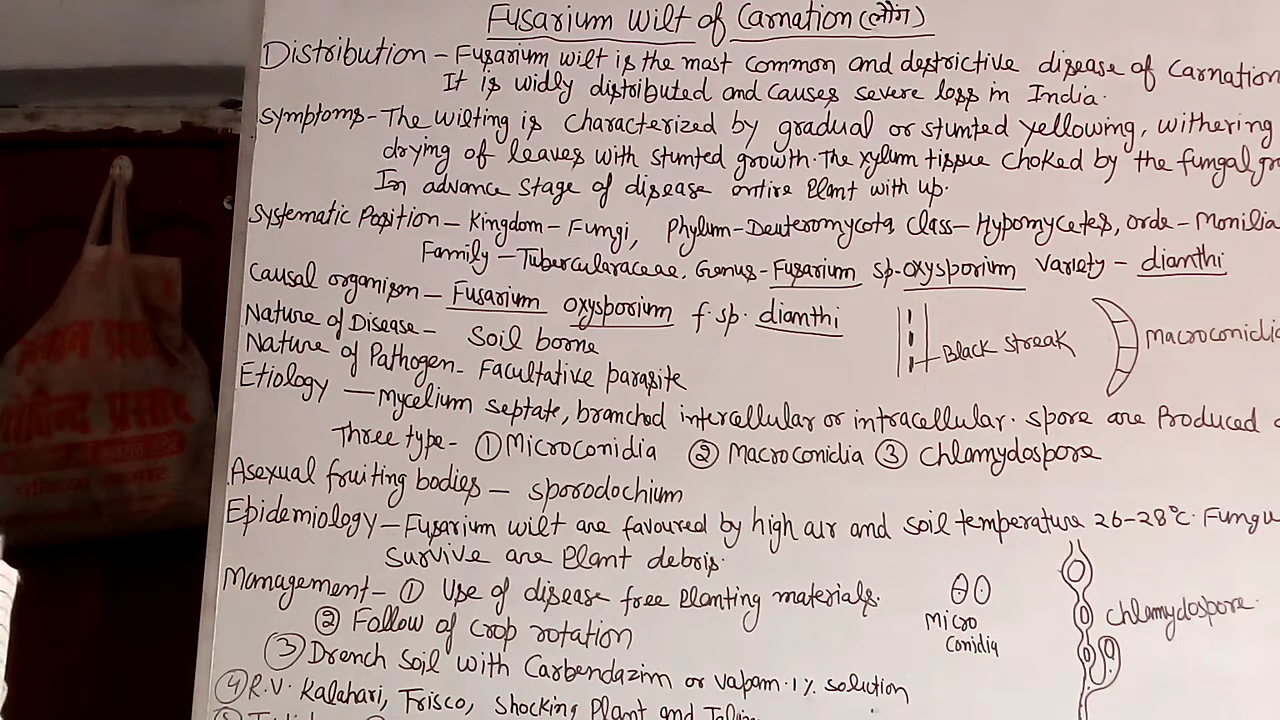 Fusarium Wilt of Carnation (लौंग)
Distribution - Fusarium wilt is the most common and destrictive disease of Carnation
It is widly distributed and causes severe loss in India.
Symptoms - The wilting is characterized by gradual or stunted yellowing, withering
drying of leaves with stunted growth. The xylum tissue choked by the fungal gr
In advance stage of disease entire Plant with up.
Systematic Position - Kingdom - Fungi, Phylum - Deuteromycota, Class - Hypomycetes, Orde - Monilia
Family - Tuberculararaceae, Genus - Fusarium sp - oxysporium Variety - dianthi
Causal organism - Fusarium oxysporium f. sp. dianthi
Nature of Disease - Soil borne
Black streak
macroconidia
Nature of Pathogen - Facultative parasite
Etiology - Mycelium septate, branched intercellular or intracellular. Spore are Produced
Three type - ① Microconidia ② Macroconidia ③ Chlamydospore
Asexual fruiting bodies - sporodochium
Epidemiology - Fusarium wilt are favoured by high air and soil temperature 26-28°C. Fungu
Survive are Plant debris.
Management - ① Use of disease free Planting materials.
② Follow of crop rotation
Micro
Conidia
Chlamydospore.
③ Drench Soil with Carbendazim or vapam. 1% solution
④ R.V. Kalahari, Trisco, Shocking Plant and
गोविन्द प्रसाद